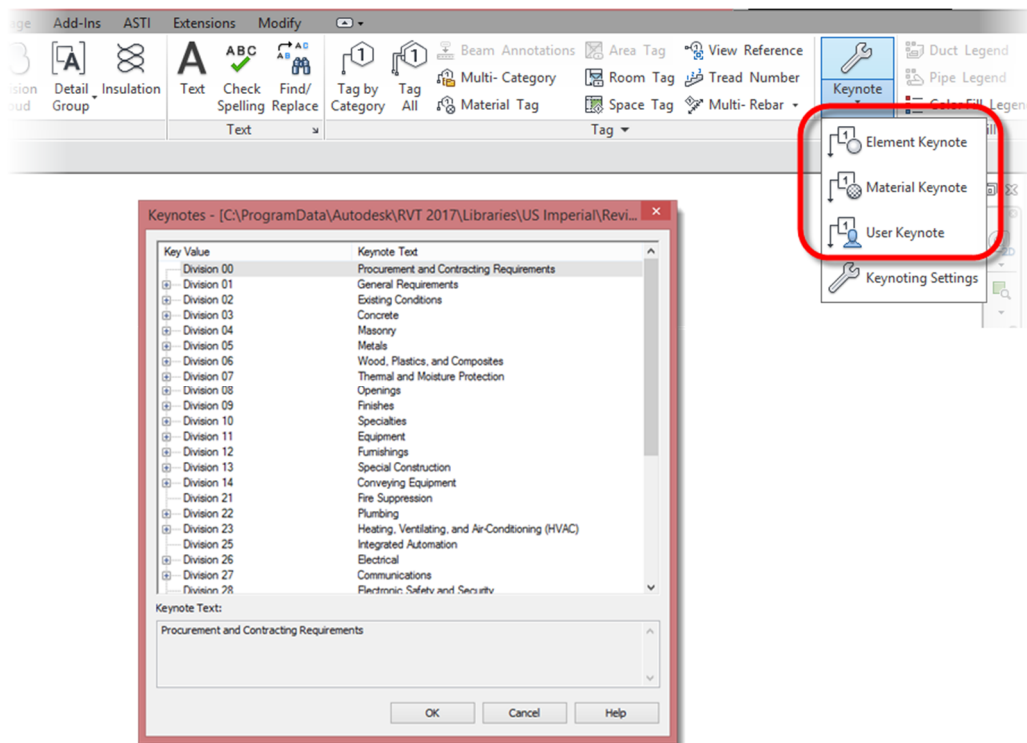 Add-Ins ASTI Extensions Modify
Beam Annotations Area Tag View Reference Duct Legend
Multi- Category Room Tag Tread Number Pipe Legend
Detail Group Insulation Text Check Spelling Find/ Replace Tag by Category Tag All Material Tag Space Tag Multi- Rebar Keynote Color Fill Legen
Text Tag
Element Keynote
Material Keynote
User Keynote
Keynoting Settings
Keynotes - [C:\ProgramData\Autodesk\RVT 2017\Libraries\US Imperial\Revi...
Key Value Keynote Text
Division 00 Procurement and Contracting Requirements
Division 01 General Requirements
Division 02 Existing Conditions
Division 03 Concrete
Division 04 Masonry
Division 05 Metals
Division 06 Wood, Plastics, and Composites
Division 07 Thermal and Moisture Protection
Division 08 Openings
Division 09 Finishes
Division 10 Specialties
Division 11 Equipment
Division 12 Furnishings
Division 13 Special Construction
Division 14 Conveying Equipment
Division 21 Fire Suppression
Division 22 Plumbing
Division 23 Heating, Ventilating, and Air-Conditioning (HVAC)
Division 25 Integrated Automation
Division 26 Electrical
Division 27 Communications
Division 28 Electronic Safety and Security
Keynote Text:
Procurement and Contracting Requirements
OK Cancel Help